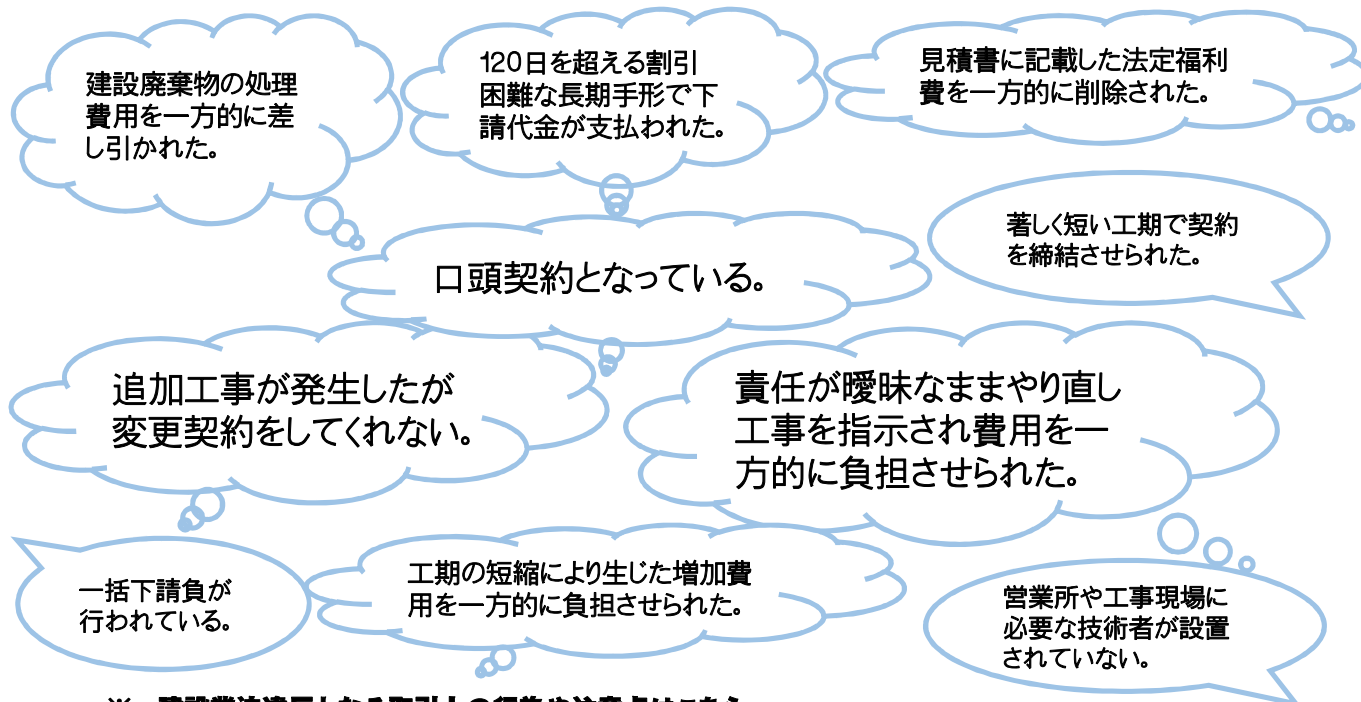 建設廃棄物の処理
費用を一方的に差
し引かれた。
120日を超える割引
困難な長期手形で下
請代金が支払われた。
見積書に記載した法定福利
費を一方的に削除された。
著しく短い工期で契約
を締結させられた。
口頭契約となっている。
追加工事が発生したが
変更契約をしてくれない。
責任が曖昧なままやり直し
工事を指示され費用を一
方的に負担させられた。
一括下請負が
行われている。
工期の短縮により生じた増加費
用を一方的に負担させられた。
営業所や工事現場に
必要な技術者が設置
されていない。